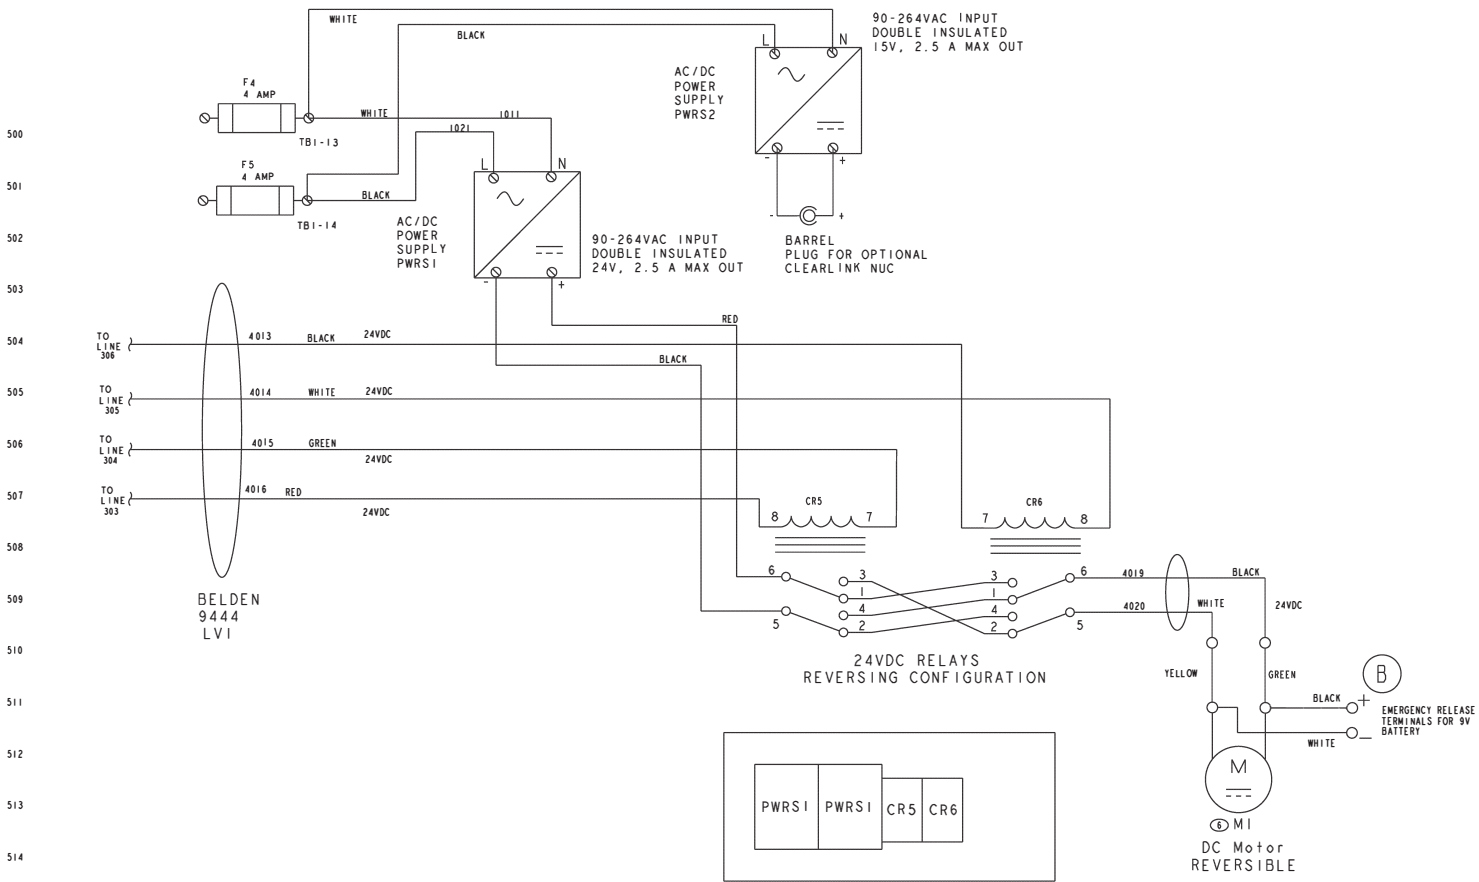 WHITE
BLACK
90-264VAC INPUT
DOUBLE INSULATED
15V, 2.5 A MAX OUT
L
N
AC/DC
POWER
SUPPLY
PWRS2
F4
4 AMP
WHITE
1011
1021
500
TB1-13
-
+
F5
4 AMP
L
N
501
BLACK
TB1-14
-
+
AC/DC
POWER
SUPPLY
PWRS1
502
90-264VAC INPUT
DOUBLE INSULATED
24V, 2.5 A MAX OUT
BARREL
PLUG FOR OPTIONAL
CLEARLINK NUC
-
+
503
RED
504
TO
LINE
306
4013
BLACK
24VDC
BLACK
505
TO
LINE
305
4014
WHITE
24VDC
506
TO
LINE
304
4015
GREEN
24VDC
507
TO
LINE
303
4016
RED
24VDC
CR5
8
7
CR6
7
8
508
6
3
3
6
4019
BLACK
509
1
1
4
4
4020
WHITE
24VDC
5
2
2
5
BELDEN
9444
LV1
510
24VDC RELAYS
REVERSING CONFIGURATION
YELLOW
GREEN
B
511
BLACK
+
EMERGENCY RELEASE
TERMINALS FOR 9V
BATTERY
WHITE
-
512
M
513
PWRS1
PWRS1
CR5
CR6
6
M1
514
DC Motor
REVERSIBLE